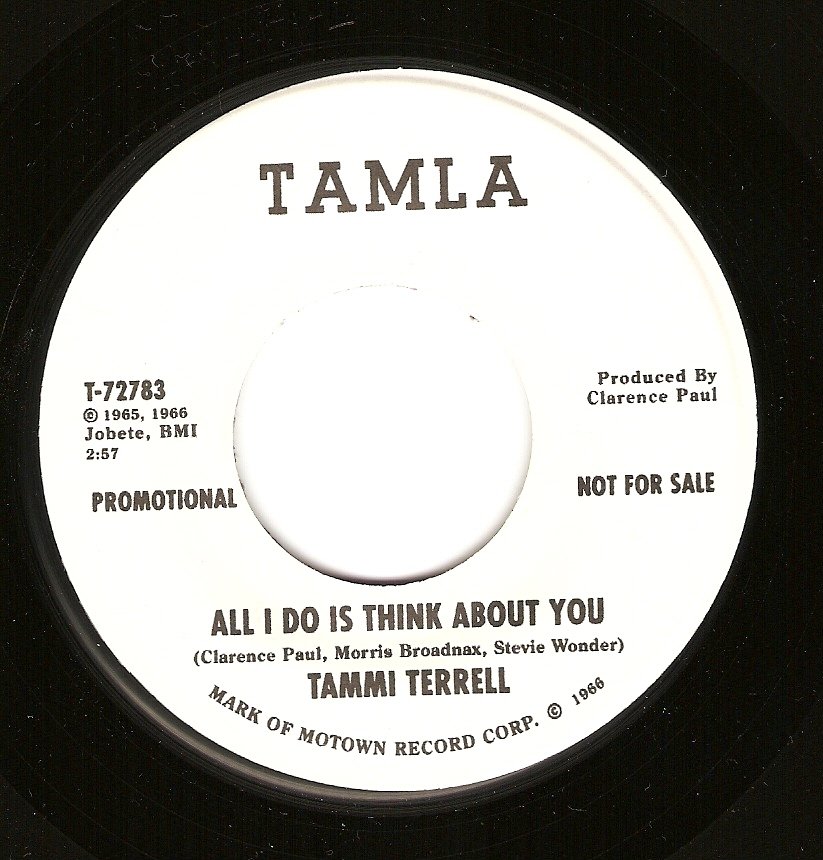 TAMLA
T-72783
© 1965, 1966
Jobete, BMI
2:57
PROMOTIONAL
Produced By
Clarence Paul
NOT FOR SALE
ALL I DO IS THINK ABOUT YOU
(Clarence Paul, Morris Broadnax, Stevie Wonder)
TAMMI TERRELL
MARK OF MOTOWN RECORD CORP. © 1966